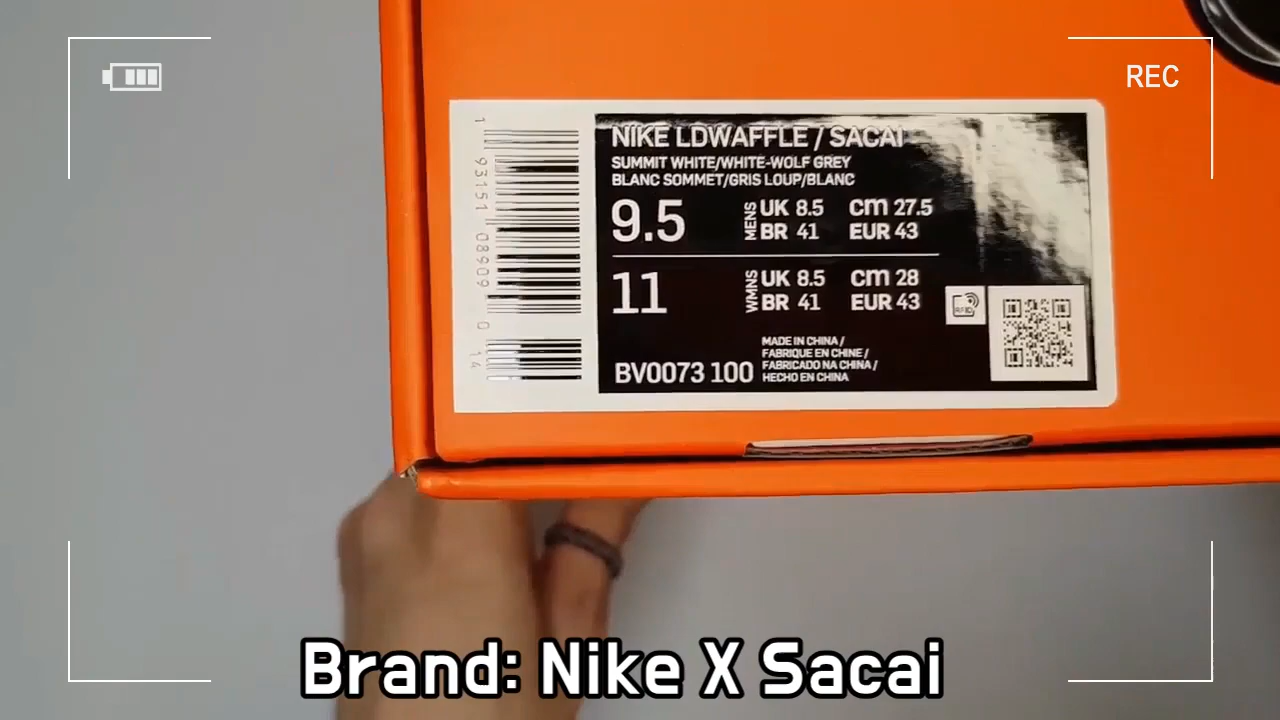 REC
NIKE LDWAFFLE / SACAI
SUMMIT WHITE/WHITE-WOLF GREY
BLANC SOMMET/GRIS LOUP/BLANC
9.5 MENS UK 8.5 cm 27.5
BR 41 EUR 43
11 WMNS UK 8.5 cm 28
BR 41 EUR 43
RFID
MADE IN CHINA /
FABRIQUE EN CHINE /
FABRICADO NA CHINA /
HECHO EN CHINA
BV0073 100
1 93151 08909 0 14
Brand: Nike X Sacai